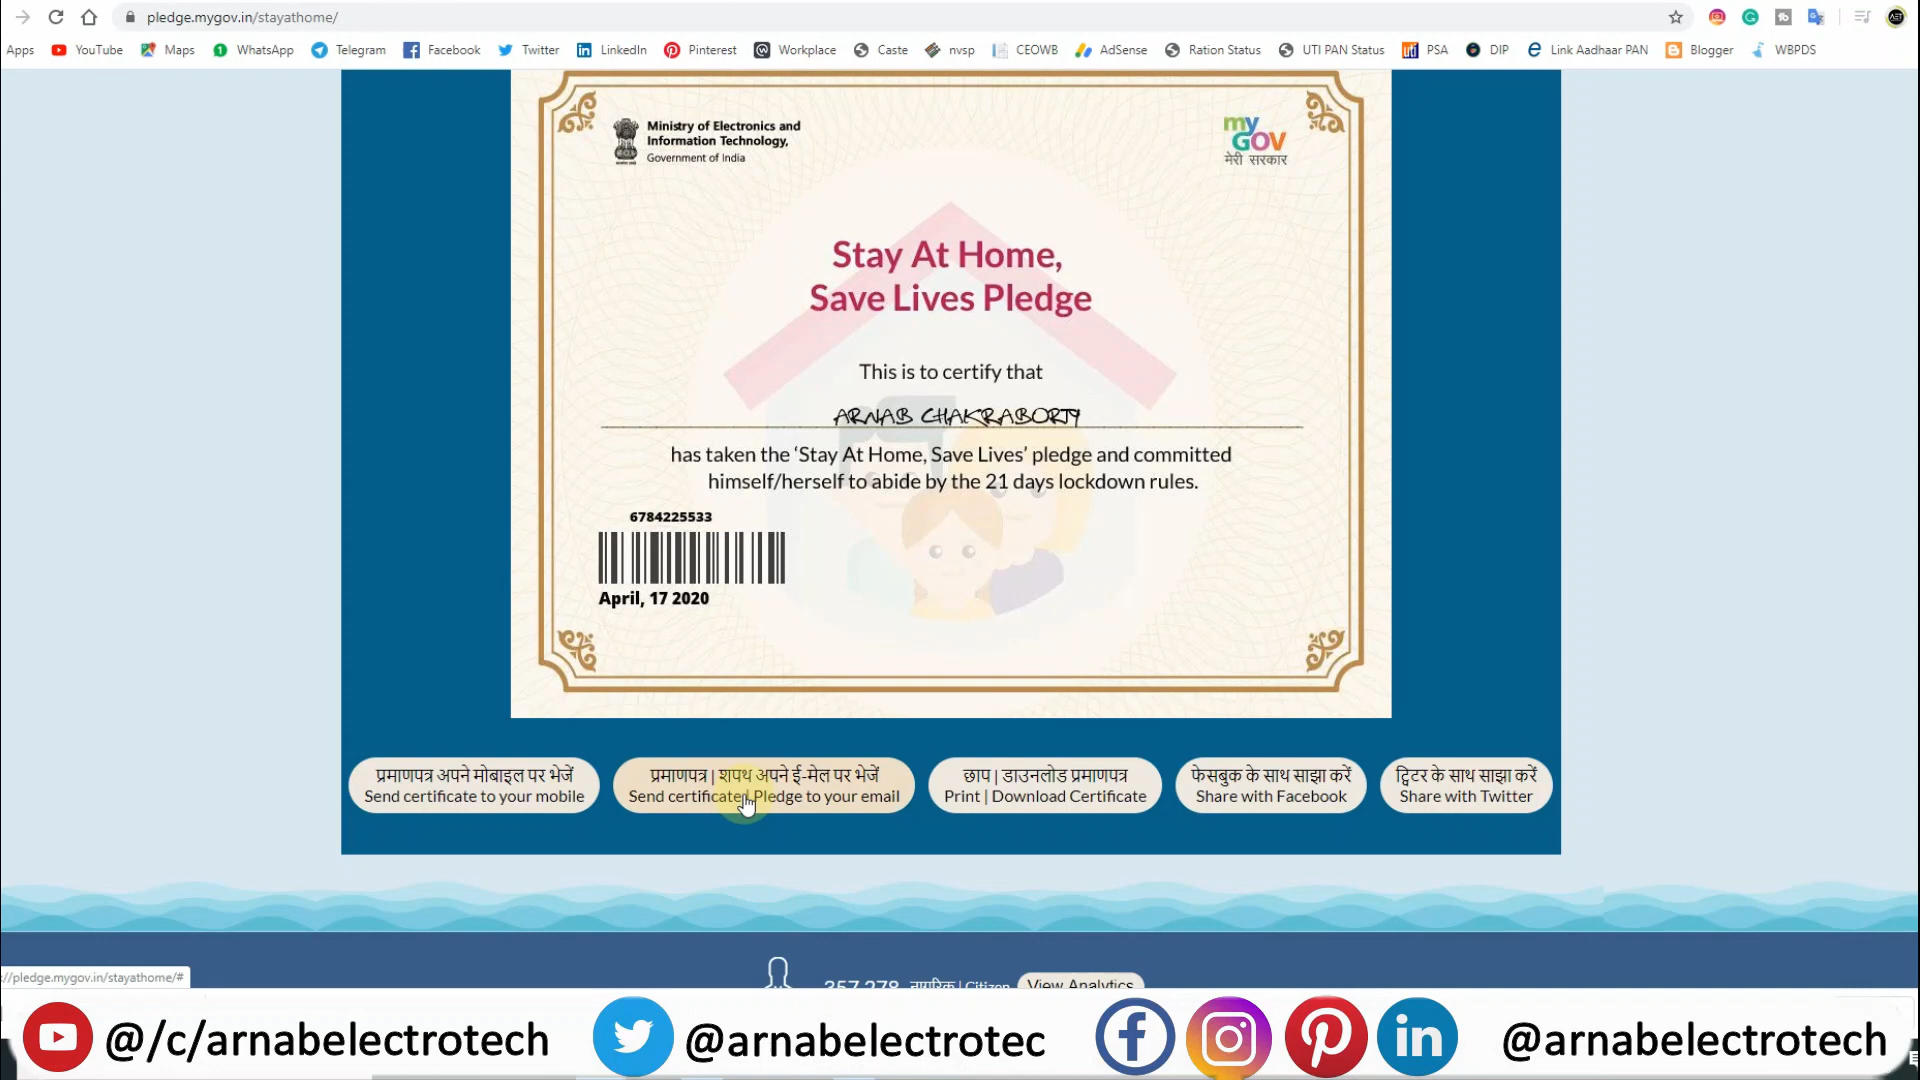 pledge.mygov.in/stayathome/
Apps YouTube Maps WhatsApp Telegram Facebook Twitter LinkedIn Pinterest Workplace Caste nvsp CEOWB AdSense Ration Status UTI PAN Status PSA DIP Link Aadhaar PAN Blogger WBPDS
Ministry of Electronics and
Information Technology,
Government of India
my
GOV
मेरी सरकार
Stay At Home,
Save Lives Pledge
This is to certify that
ARNAB CHAKRABORTY
has taken the ‘Stay At Home, Save Lives’ pledge and committed
himself/herself to abide by the 21 days lockdown rules.
6784225533
April, 17 2020
प्रमाणपत्र अपने मोबाइल पर भेजें
Send certificate to your mobile
प्रमाणपत्र | शपथ अपने ई-मेल पर भेजें
Send certificate| Pledge to your email
छाप | डाउनलोड प्रमाणपत्र
Print | Download Certificate
फेसबुक के साथ साझा करें
Share with Facebook
ट्विटर के साथ साझा करें
Share with Twitter
357,278 नागरिक | Citizen View Analytics
//pledge.mygov.in/stayathome/#
@/c/arnabelectrotech @arnabelectrotec @arnabelectrotech